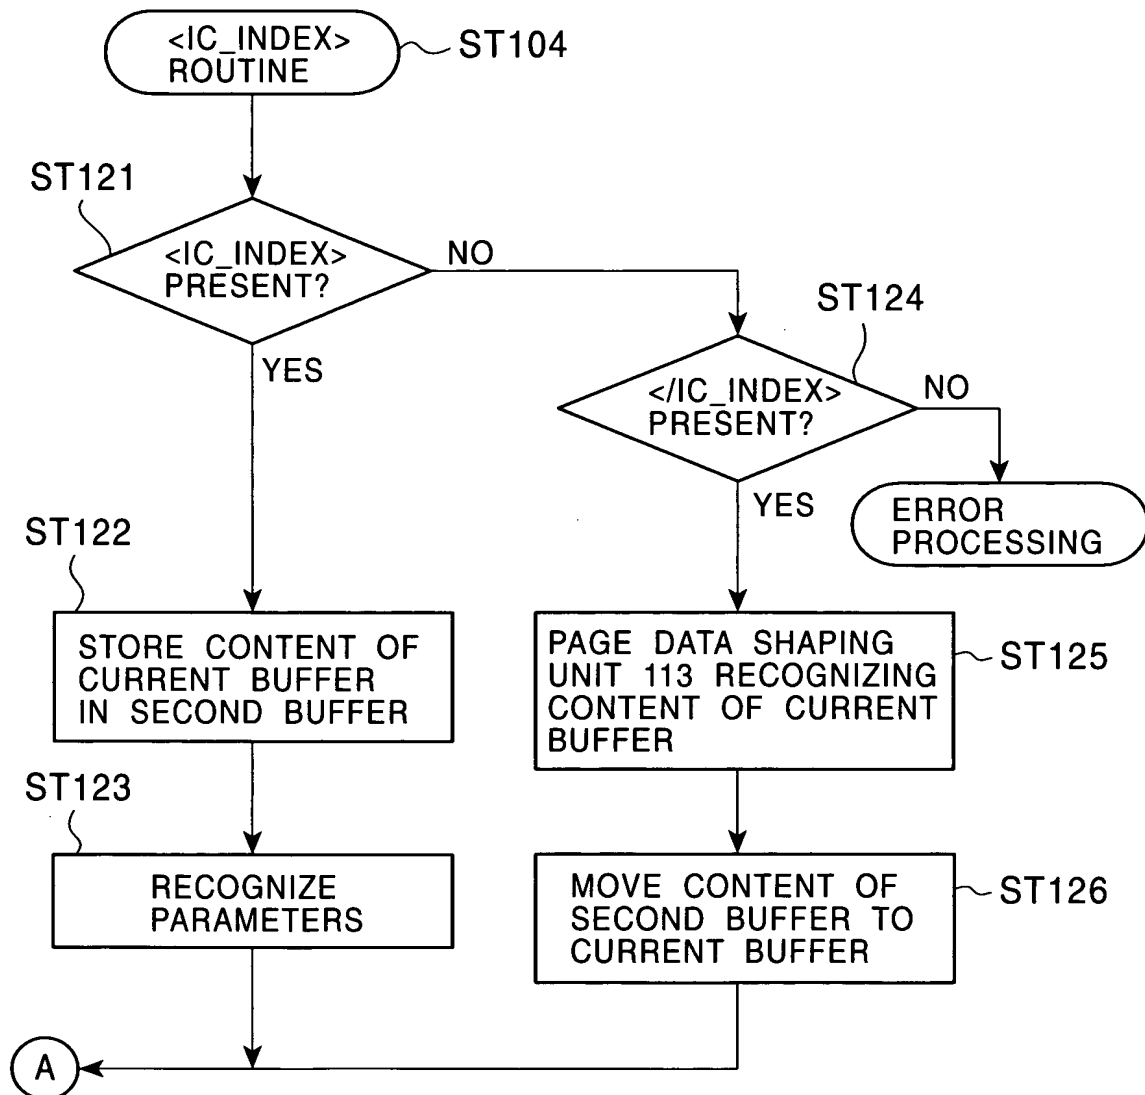 <IC_INDEX>
ROUTINE
ST104
ST121
<IC_INDEX>
PRESENT?
NO
YES
ST124
</IC_INDEX>
PRESENT?
NO
YES
ERROR
PROCESSING
ST122
STORE CONTENT OF
CURRENT BUFFER
IN SECOND BUFFER
PAGE DATA SHAPING
UNIT 113 RECOGNIZING
CONTENT OF CURRENT
BUFFER
ST125
ST123
RECOGNIZE
PARAMETERS
MOVE CONTENT OF
SECOND BUFFER TO
CURRENT BUFFER
ST126
A